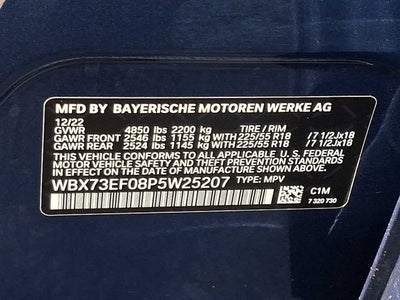 MFD BY BAYERISCHE MOTOREN WERKE AG
12/22
GVWR 4850 lbs 2200 kg TIRE / RIM
GAWR FRONT 2546 lbs 1155 kg WITH 225/55 R18 / 7 1/2Jx18
GAWR REAR 2524 lbs 1145 kg WITH 225/55 R18 / 7 1/2Jx18
THIS VEHICLE CONFORMS TO ALL APPLICABLE U. S. FEDERAL
MOTOR VEHICLE SAFETY STANDARDS IN EFFECT ON THE
DATE OF MANUFACTURE SHOWN ABOVE.
WBX73EF08P5W25207 TYPE: MPV
C1M
7 320 730